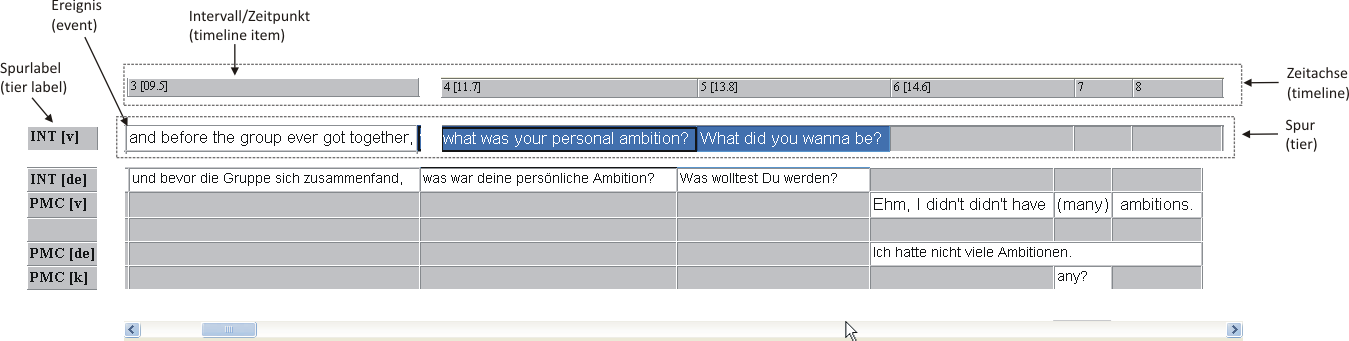 Ereignis
(event)
Intervall/Zeitpunkt
(timeline item)
Spurlabel
(tier label)
3 [09.5] 4 [11.7] 5 [13.8] 6 [14.6] 7 8
Zeitachse
(timeline)
INT [v] and before the group ever got together, what was your personal ambition? What did you wanna be?
Spur
(tier)
INT [de] und bevor die Gruppe sich zusammenfand, was war deine persönliche Ambition? Was wolltest Du werden?
PMC [v] Ehm, I didn't didn't have (many) ambitions.
PMC [de] Ich hatte nicht viele Ambitionen.
PMC [k] any?